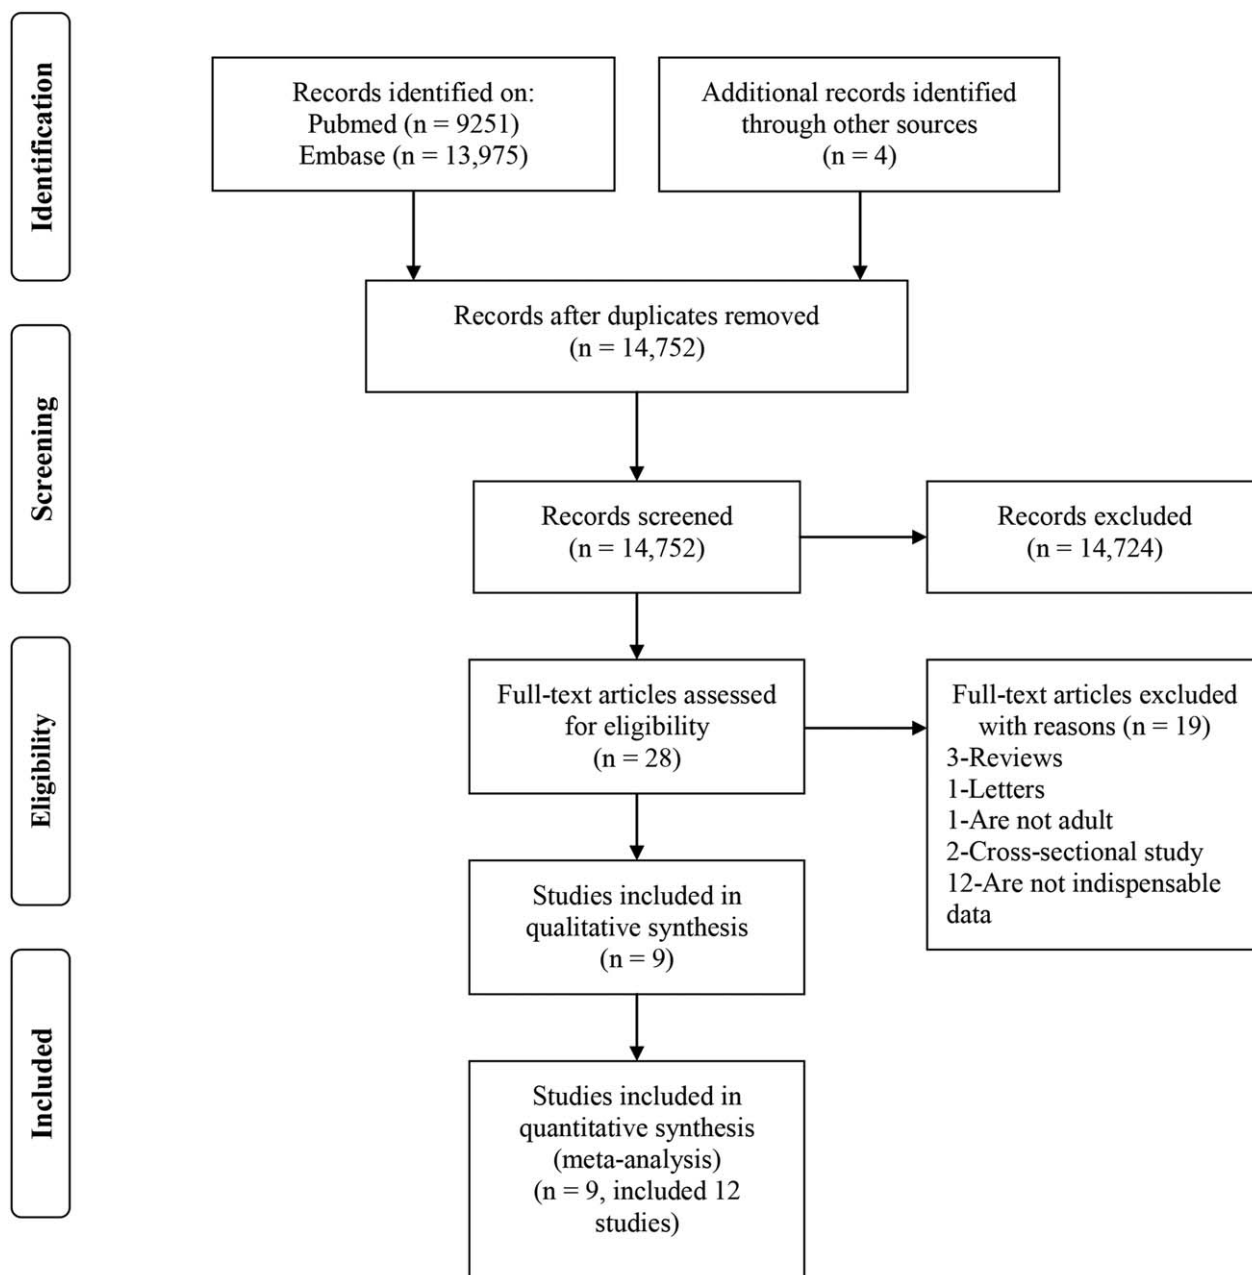 Identification
Records identified on:
Pubmed (n = 9251)
Embase (n = 13,975)
Additional records identified
through other sources
(n = 4)
Records after duplicates removed
(n = 14,752)
Screening
Records screened
(n = 14,752)
Records excluded
(n = 14,724)
Eligibility
Full-text articles assessed
for eligibility
(n = 28)
Full-text articles excluded
with reasons (n = 19)
3-Reviews
1-Letters
1-Are not adult
2-Cross-sectional study
12-Are not indispensable
data
Studies included in
qualitative synthesis
(n = 9)
Included
Studies included in
quantitative synthesis
(meta-analysis)
(n = 9, included 12
studies)